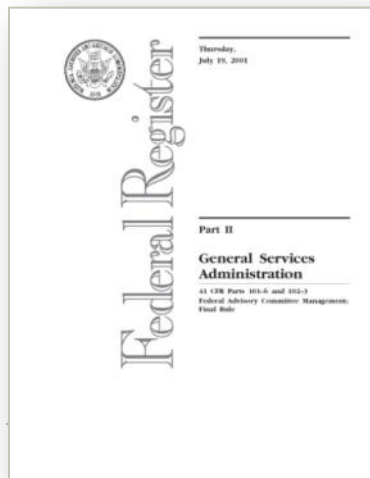 Federal Register
Thursday,
July 19, 2001
Part II
General Services
Administration
41 CFR Parts 101-6 and 102-3
Federal Advisory Committee Management;
Final Rule